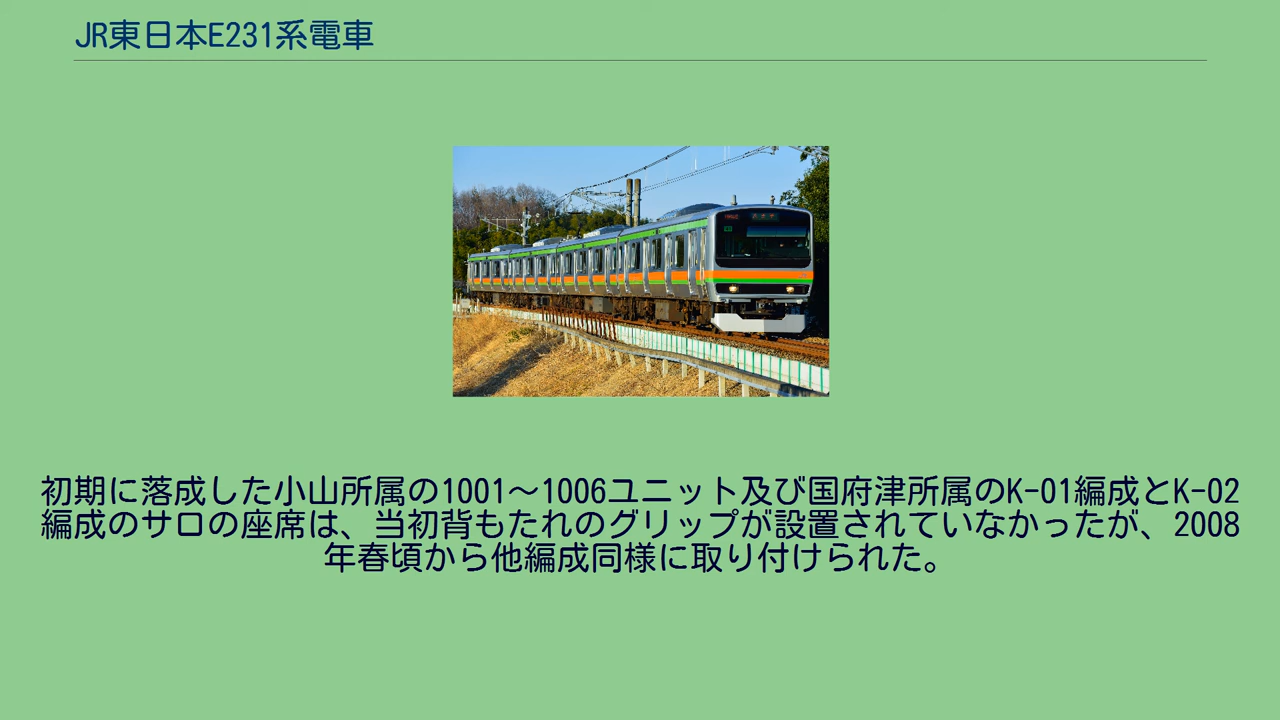 JR東日本E231系電車
初期に落成した小山所属の1001～1006ユニット及び国府津所属のK-01編成とK-02
編成のサロの座席は、当初背もたれのグリップが設置されていなかったが、2008
年春頃から他編成同様に取り付けられた。